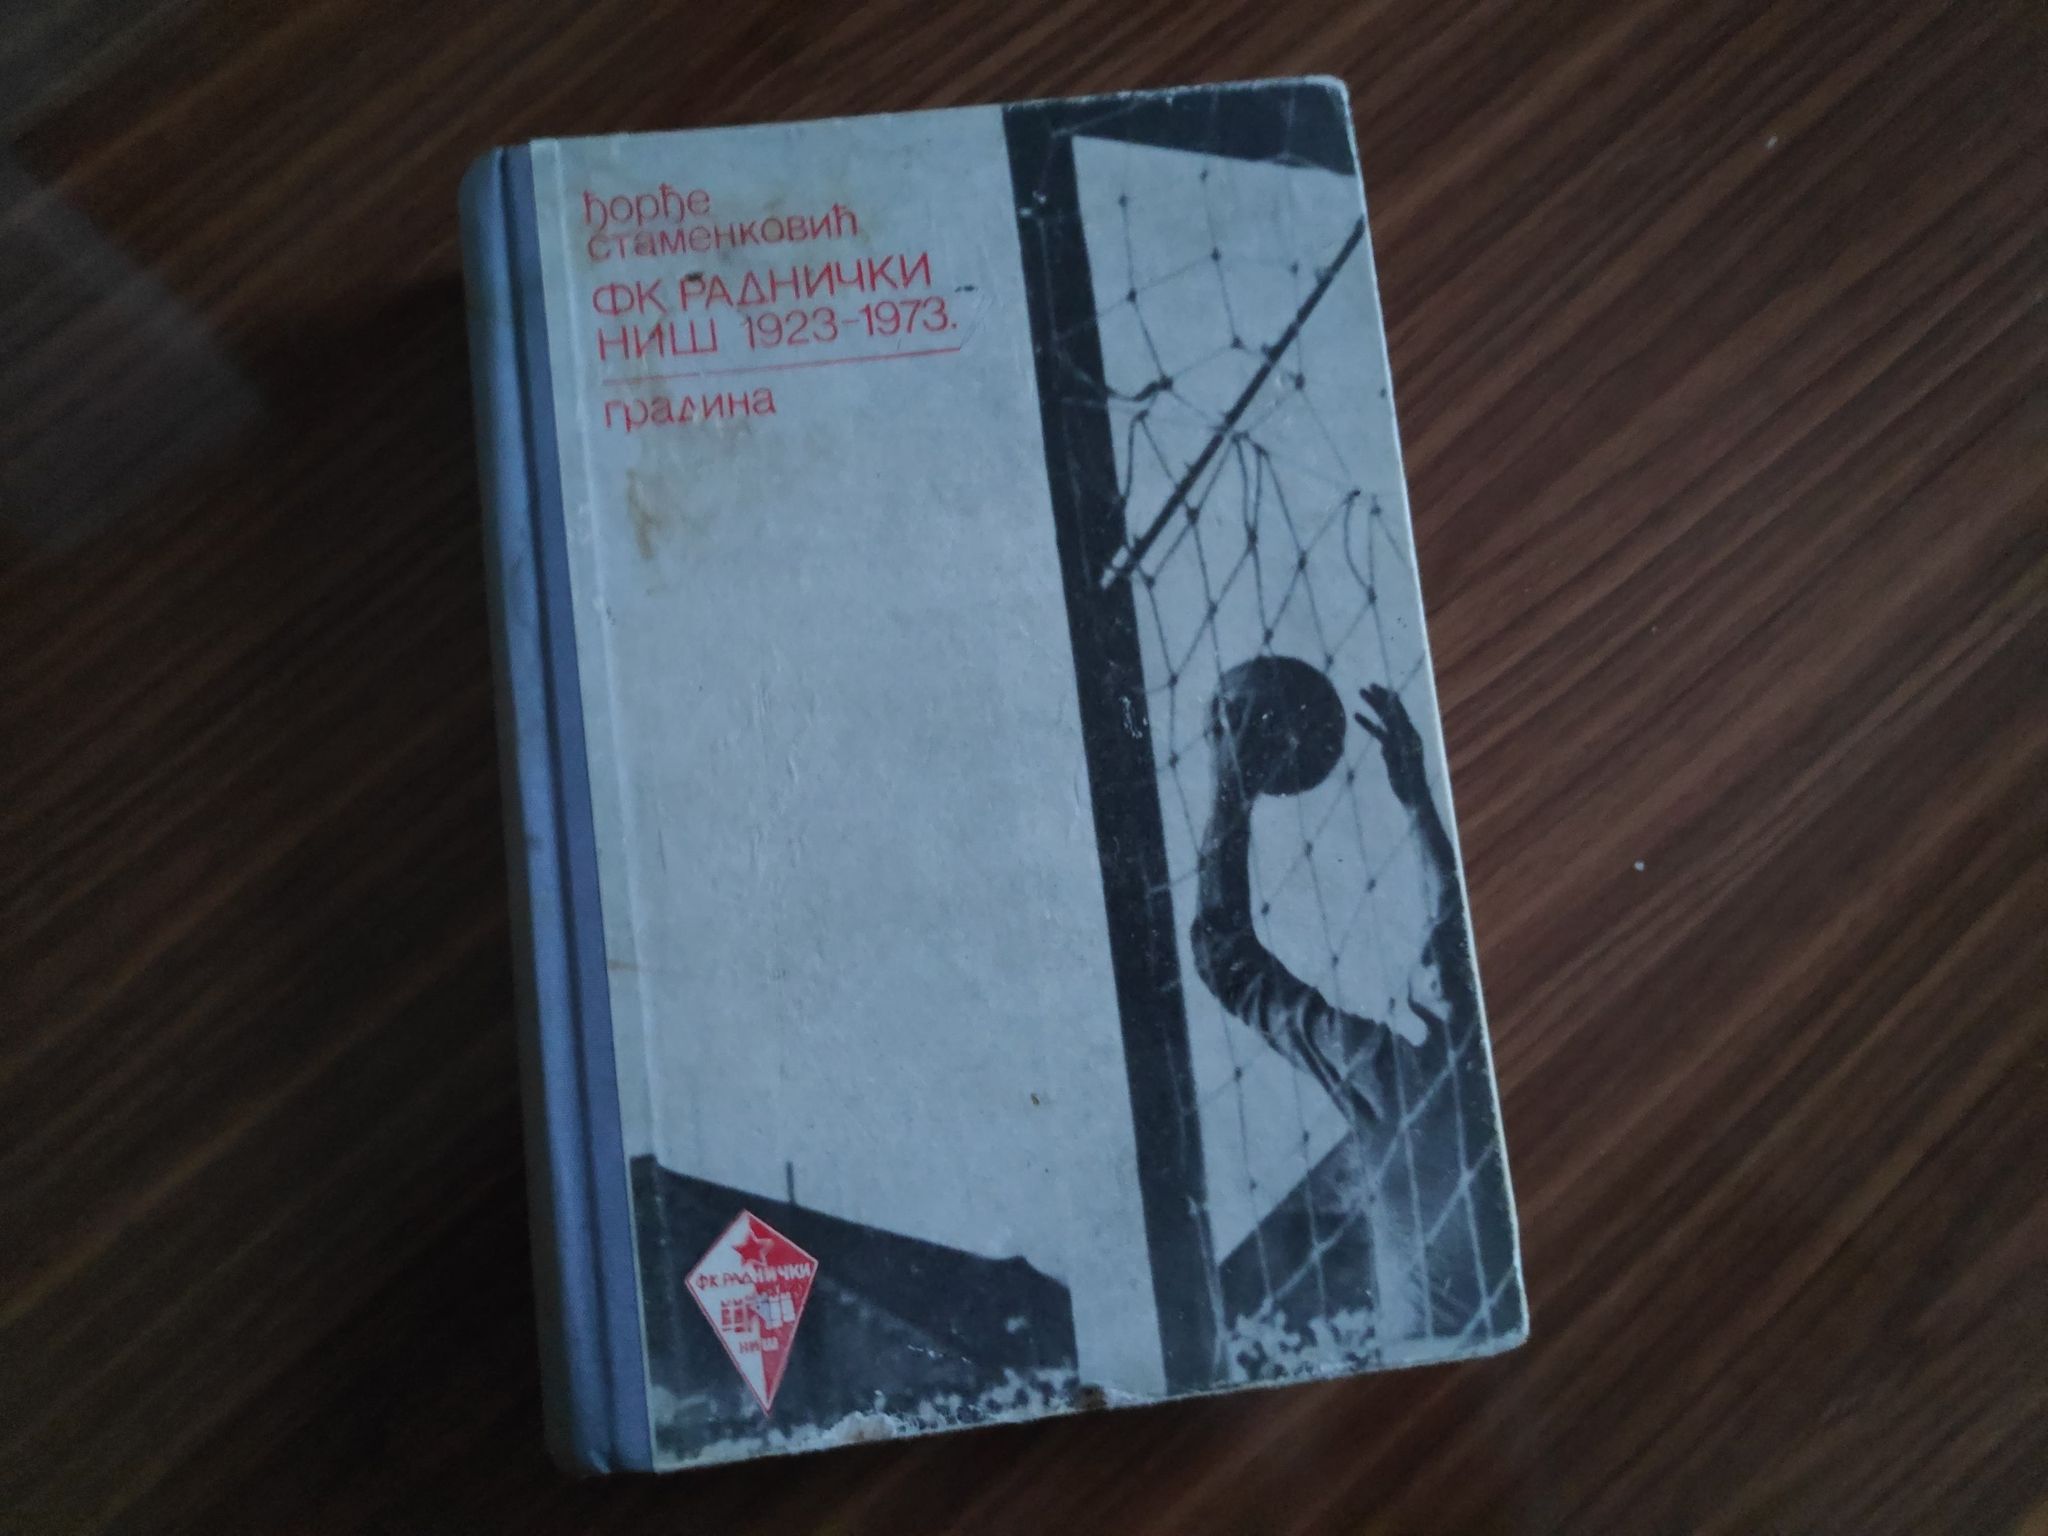 ђорђе
стаменковић
ФК РАДНИЧКИ
НИШ 1923-1973.
градина
ФК РАДНИЧКИ
НИШ